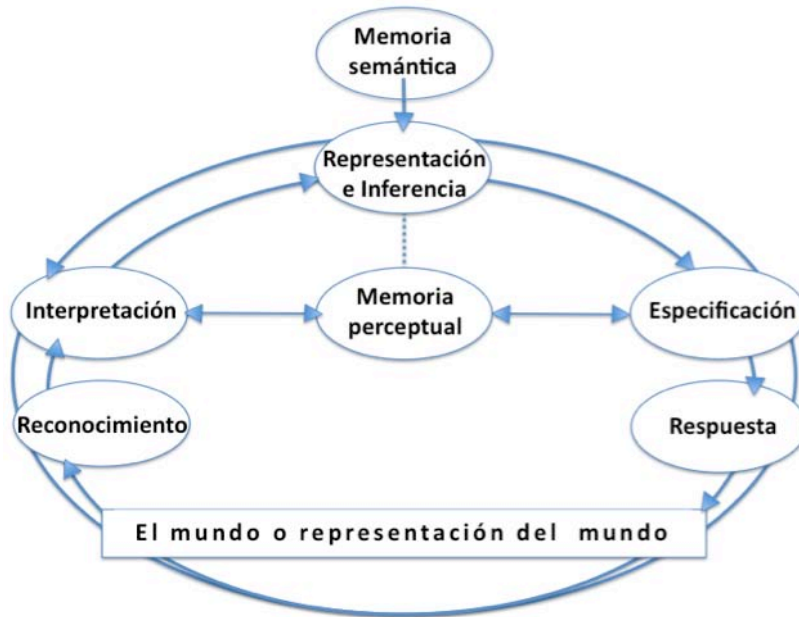 Memoria
semántica
Representación
e Inferencia
Interpretación
Memoria
perceptual
Especificación
Reconocimiento
Respuesta
El mundo o representación del mundo